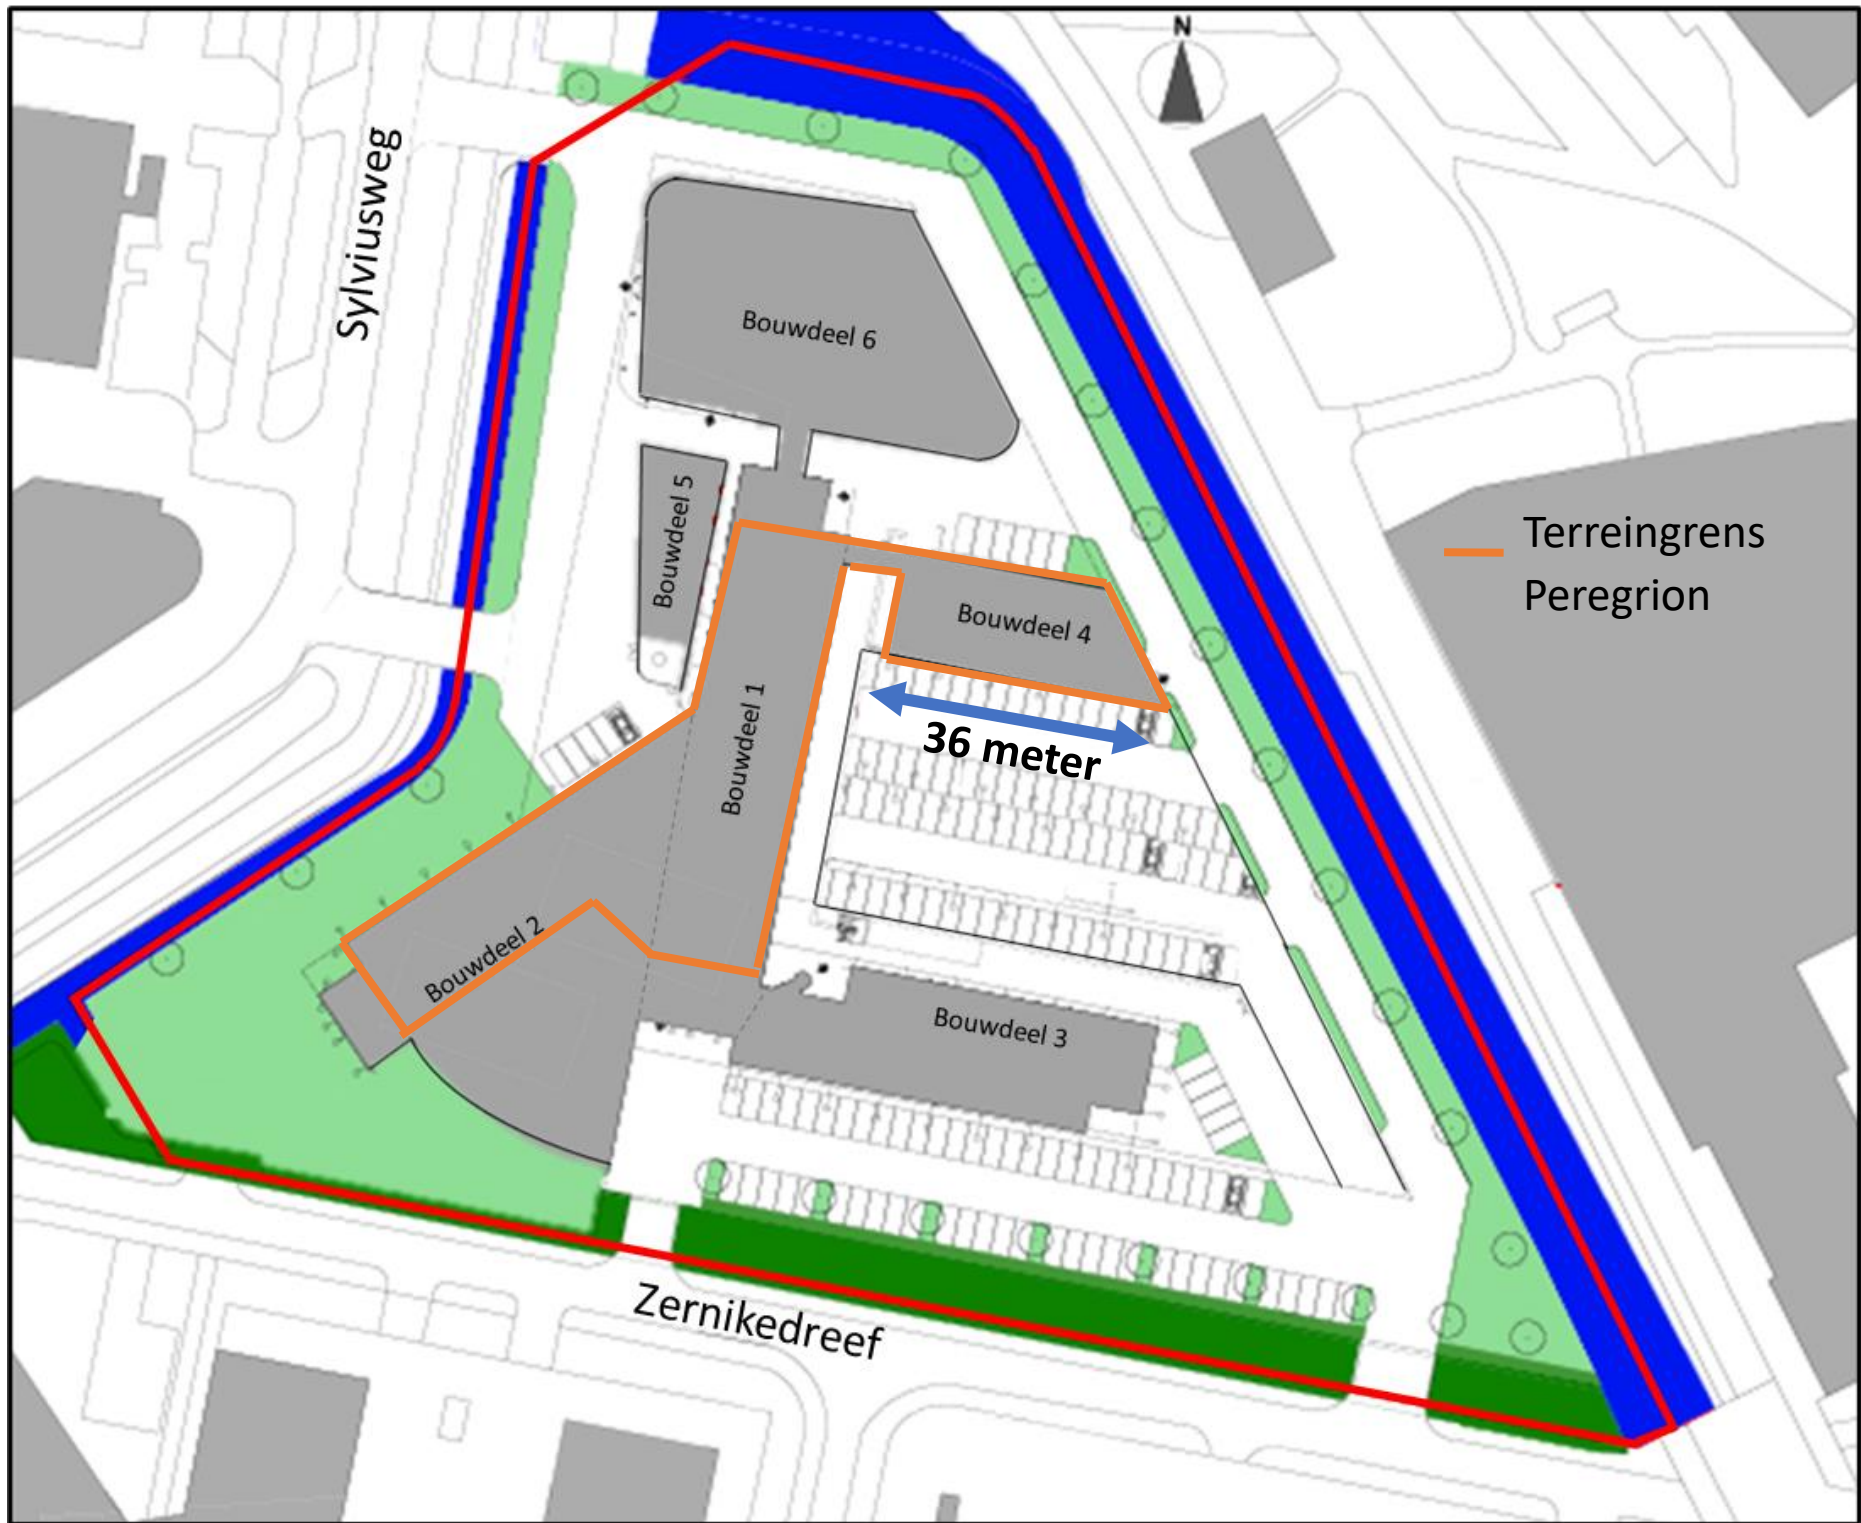 N
Sylviusweg
Bouwdeel 6
Bouwdeel 5
Terreingrens
Peregrion
Bouwdeel 4
Bouwdeel 1
36 meter
Bouwdeel 2
Bouwdeel 3
Zernikedreef